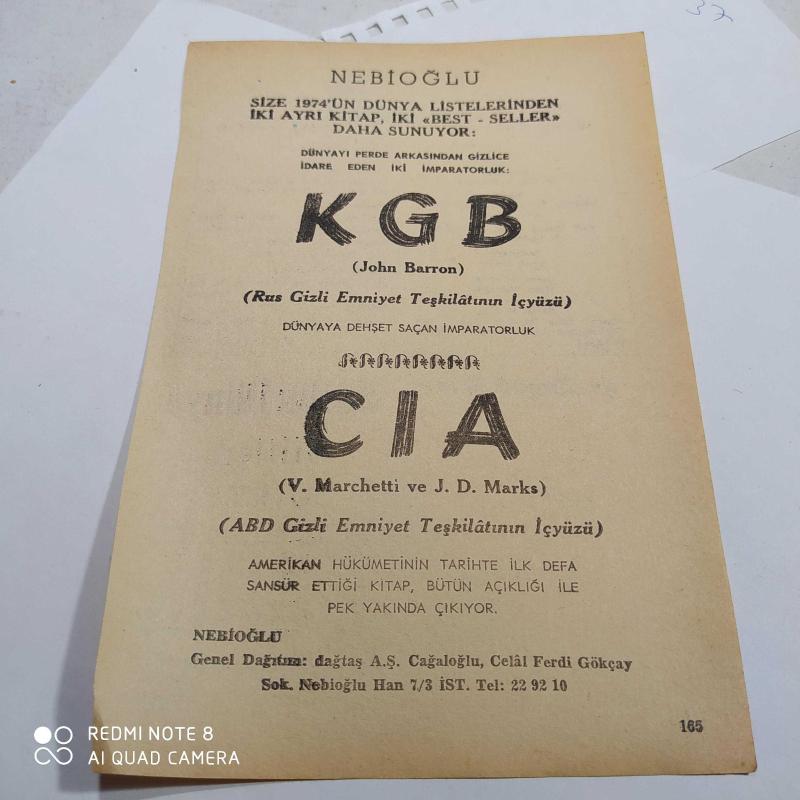 37
NEBİOĞLU
SİZE 1974'ÜN DÜNYA LİSTELERİNDEN
İKİ AYRI KİTAP, İKİ «BEST - SELLER»
DAHA SUNUYOR:
DÜNYAYI PERDE ARKASINDAN GİZLİCE
İDARE EDEN İKİ İMPARATORLUK:
KGB
(John Barron)
(Rus Gizli Emniyet Teşkilâtının İçyüzü)
DÜNYAYA DEHŞET SAÇAN İMPARATORLUK
CIA
(V. Marchetti ve J. D. Marks)
(ABD Gizli Emniyet Teşkilâtının İçyüzü)
AMERİKAN HÜKÜMETİNİN TARİHTE İLK DEFA
SANSÜR ETTİĞİ KİTAP, BÜTÜN AÇIKLIĞI İLE
PEK YAKINDA ÇIKIYOR.
NEBİOĞLU
Genel Dağıtım: dağtaş A.Ş. Cağaloğlu, Celâl Ferdi Gökçay
Sok. Nebioğlu Han 7/3 İST. Tel: 22 92 10
165
REDMI NOTE 8
AI QUAD CAMERA